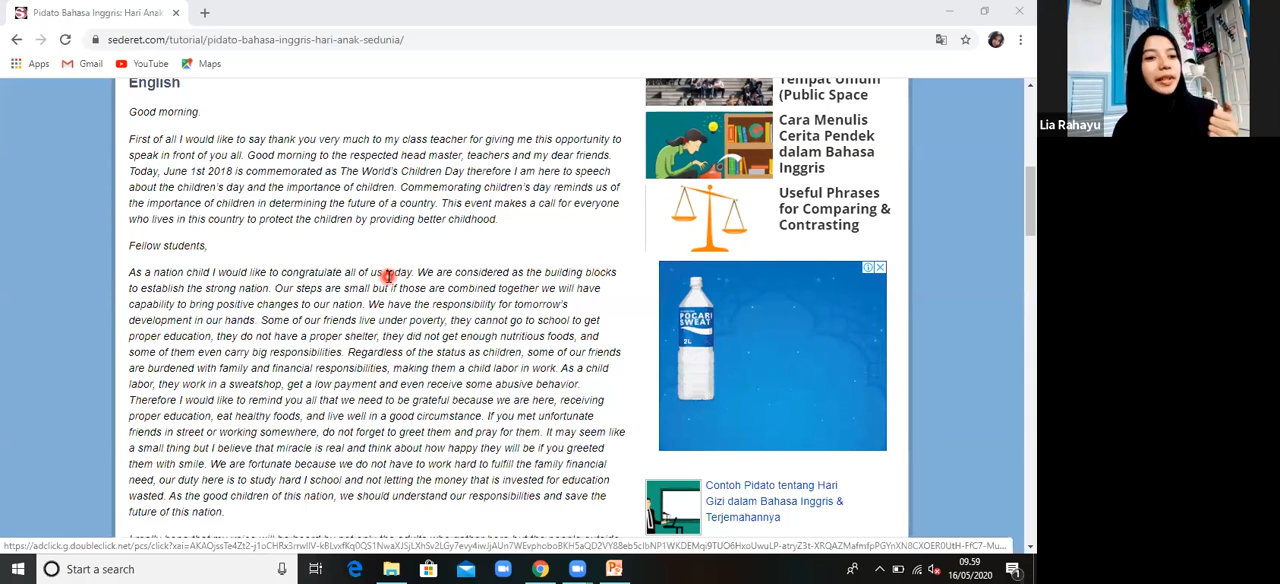 Pidato Bahasa Inggris: Hari Anak
sederet.com/tutorial/pidato-bahasa-inggris-hari-anak-sedunia/
Apps Gmail YouTube Maps
English
Good morning.
First of all I would like to say thank you very much to my class teacher for giving me this opportunity to
speak in front of you all. Good morning to the respected head master, teachers and my dear friends.
Today, June 1st 2018 is commemorated as The World's Children Day therefore I am here to speech
about the children's day and the importance of children. Commemorating children's day reminds us of
the importance of children in determining the future of a country. This event makes a call for everyone
who lives in this country to protect the children by providing better childhood.
Fellow students,
As a nation child I would like to congratulate all of us today. We are considered as the building blocks
to establish the strong nation. Our steps are small but if those are combined together we will have
capability to bring positive changes to our nation. We have the responsibility for tomorrow's
development in our hands. Some of our friends live under poverty, they cannot go to school to get
proper education, they do not have a proper shelter, they did not get enough nutritious foods, and
some of them even carry big responsibilities. Regardless of the status as children, some of our friends
are burdened with family and financial responsibilities, making them a child labor in work. As a child
labor, they work in a sweatshop, get a low payment and even receive some abusive behavior.
Therefore I would like to remind you all that we need to be grateful because we are here, receiving
proper education, eat healthy foods, and live well in a good circumstance. If you met unfortunate
friends in street or working somewhere, do not forget to greet them and pray for them. It may seem like
a small thing but I believe that miracle is real and think about how happy they will be if you greeted
them with smile. We are fortunate because we do not have to work hard to fulfill the family financial
need, our duty here is to study hard I school and not letting the money that is invested for education
wasted. As the good children of this nation, we should understand our responsibilities and save the
future of this nation.
Tempat Umum
(Public Space
Cara Menulis
Cerita Pendek
dalam Bahasa
Inggris
Useful Phrases
for Comparing &
Contrasting
POCARI
SWEAT
2L
Contoh Pidato tentang Hari
Gizi dalam Bahasa Inggris &
Terjemahannya
Lia Rahayu
Start a search
09.59
16/05/2020